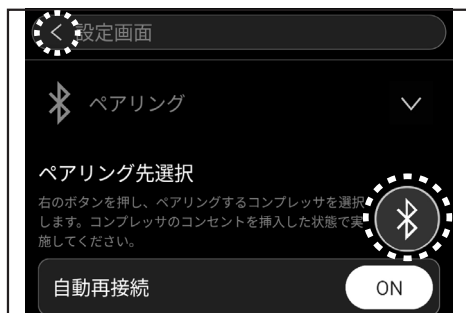 設定画面
ペアリング
ペアリング先選択
右のボタンを押し、ペアリングするコンプレッサを選択
します。コンプレッサのコンセントを挿入した状態で実
施してください。
自動再接続
ON